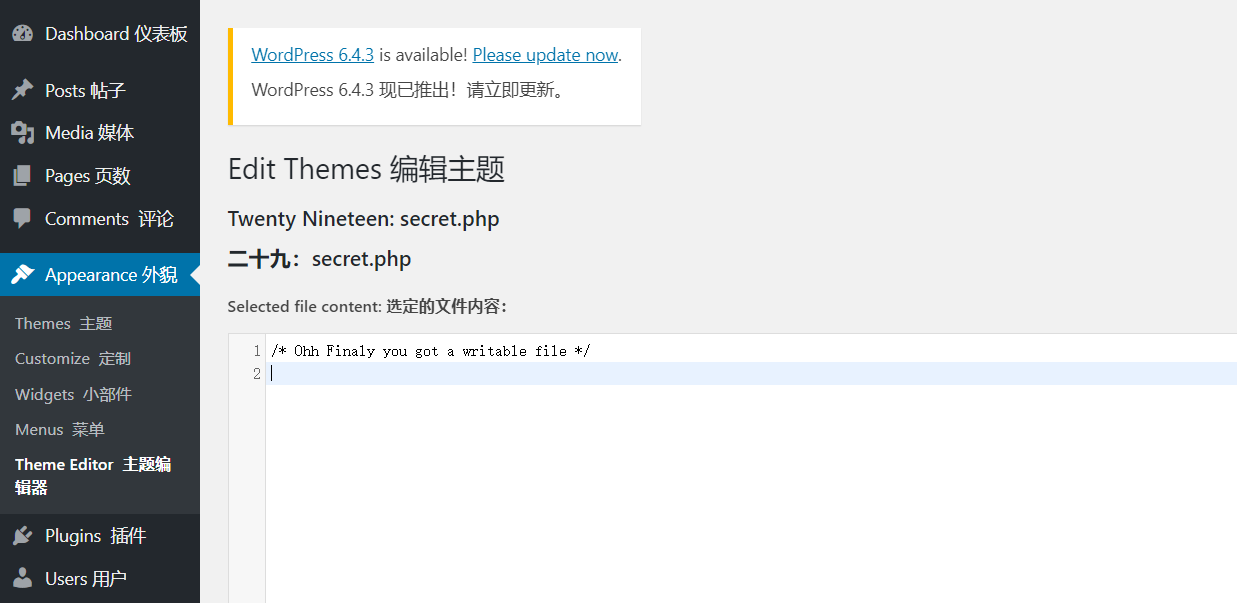 Dashboard 仪表板
Posts 帖子
Media 媒体
Pages 页数
Comments 评论
Appearance 外貌
Themes 主题
Customize 定制
Widgets 小部件
Menus 菜单
Theme Editor 主题编
辑器
Plugins 插件
Users 用户
WordPress 6.4.3 is available! Please update now.
WordPress 6.4.3 现已推出！请立即更新。
Edit Themes 编辑主题
Twenty Nineteen: secret.php
二十九：secret.php
Selected file content: 选定的文件内容：
1 /* Ohh Finaly you got a writable file */
2